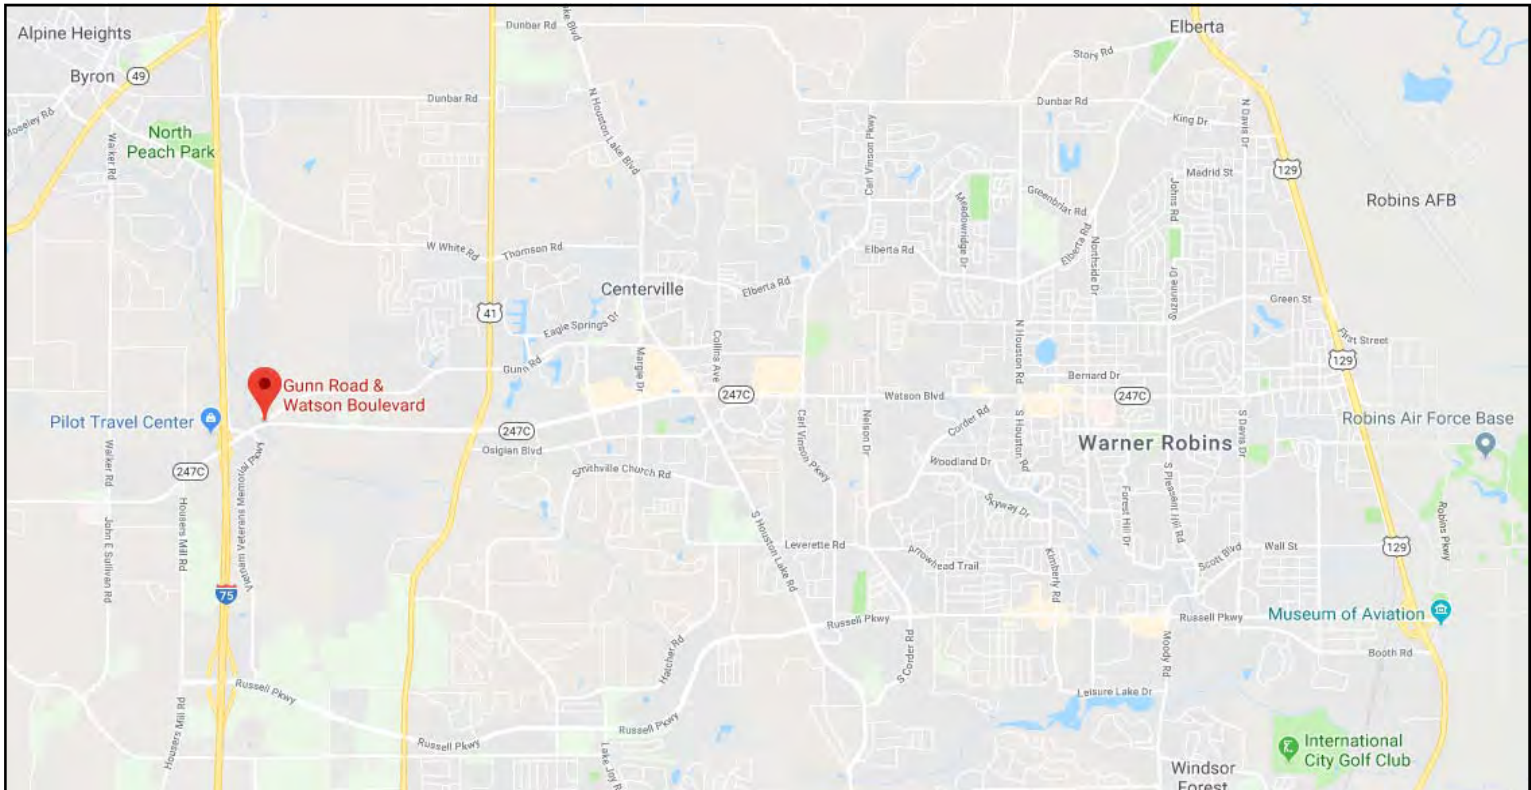 Alpine Heights
Byron
49
Moseley Rd
Walker Rd
North
Peach Park
Dunbar Rd
Dunbar Rd
N Houston Lake Blvd
Elberta
Story Rd
Dunbar Rd
King Dr
N Davis Dr
129
Madrid St
Robins AFB
Carl Vinson Pkwy
Meadowridge Dr
Greenbriar Rd
Johns Rd
W White Rd
Thomson Rd
Elberta Rd
Elberta Rd
Northside Dr
Suzanne Dr
Centerville
Elberta Rd
Green St
41
Eagle Springs Dr
Collins Ave
N Houston Rd
First Street
129
Gunn Rd
Margie Dr
Bernard Dr
Gunn Road &
Watson Boulevard
247C
Watson Blvd
247C
Pilot Travel Center
247C
Osigian Blvd
Carl Vinson Pkwy
Nelson Dr
Corder Rd
S Houston Rd
Warner Robins
S Davis Dr
Robins Air Force Base
Walker Rd
247C
Vietnam Veterans Memorial Pkwy
Smithville Church Rd
Woodland Dr
Skyway Dr
Forest Hill Dr
S Pleasant Hill Rd
Robins Pkwy
John E Sullivan Rd
Housers Mill Rd
S Houston Lake Rd
Leverette Rd
Arrowhead Trail
Kimberly Rd
Scott Blvd
Wall St
129
75
Russell Pkwy
Russell Pkwy
Museum of Aviation
Hatcher Rd
S Corder Rd
Moody Rd
Booth Rd
Russell Pkwy
Housers Mill Rd
Russell Pkwy
Russell Pkwy
Leisure Lake Dr
Lake Joy R
International
City Golf Club
Windsor
Forest